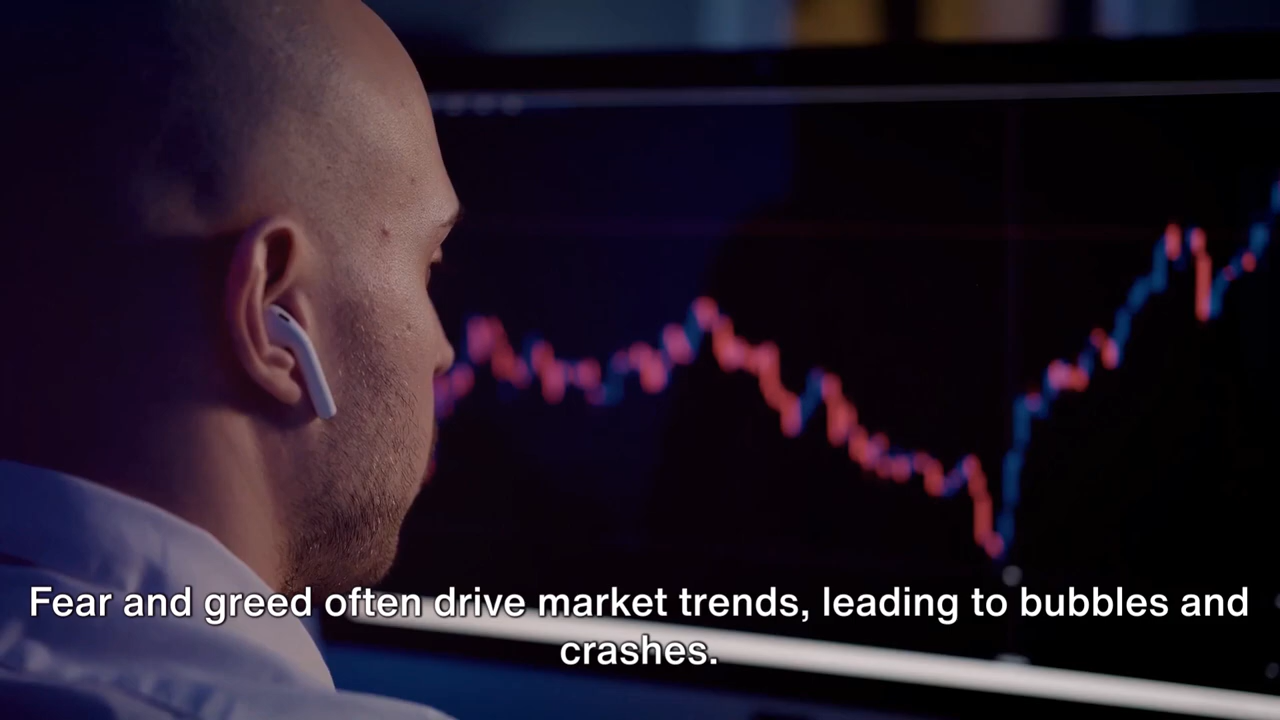 Fear and greed often drive market trends, leading to bubbles and
crashes.